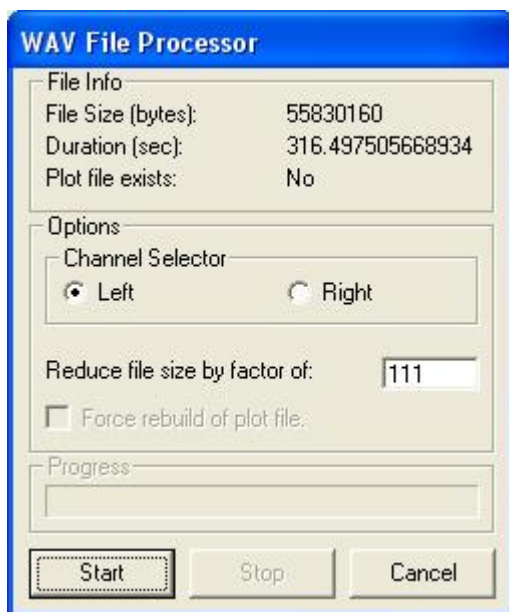 WAV File Processor
File Info
File Size (bytes): 55830160
Duration (sec): 316.497505668934
Plot file exists: No
Options
Channel Selector
Left Right
Reduce file size by factor of: 111
Force rebuild of plot file.
Progress
Start Stop Cancel